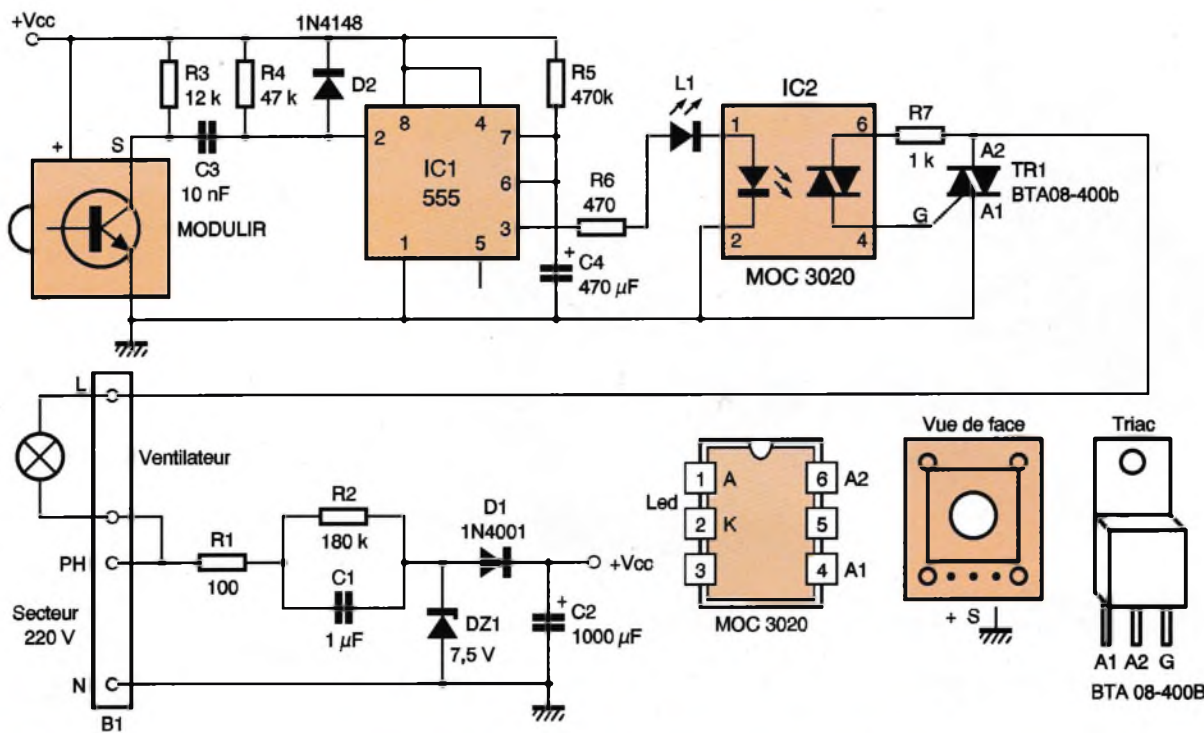 +Vcc
1N4148
R3
12 k
R4
47 k
D2
R5
470k
L1
IC2
R7
1 k
+
S
C3
10 nF
MODULIR
2
8
4
7
IC1
555
6
3
1
5
R6
470
+
C4
470 µF
1
6
2
4
MOC 3020
G
A2
TR1
BTA08-400b
A1
L
Ventilateur
PH
Secteur
220 V
N
B1
R1
100
R2
180 k
C1
1 µF
D1
1N4001
DZ1
7,5 V
+Vcc
+
C2
1000 µF
Led
1 A
2 K
3
6 A2
5
4 A1
MOC 3020
Vue de face
+ S
Triac
A1 A2 G
BTA 08-400B